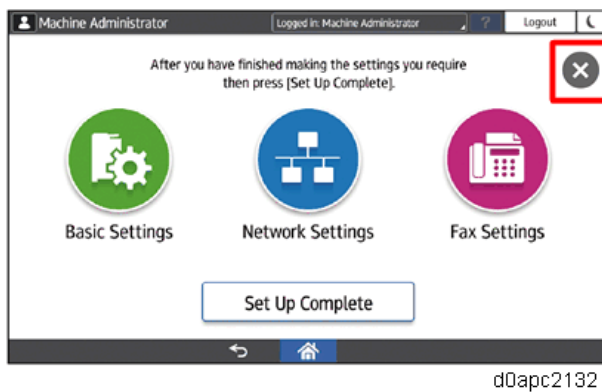 Machine Administrator
Logged in: Machine Administrator
?
Logout
After you have finished making the settings you require
then press [Set Up Complete].
Basic Settings
Network Settings
Fax Settings
Set Up Complete
d0apc2132